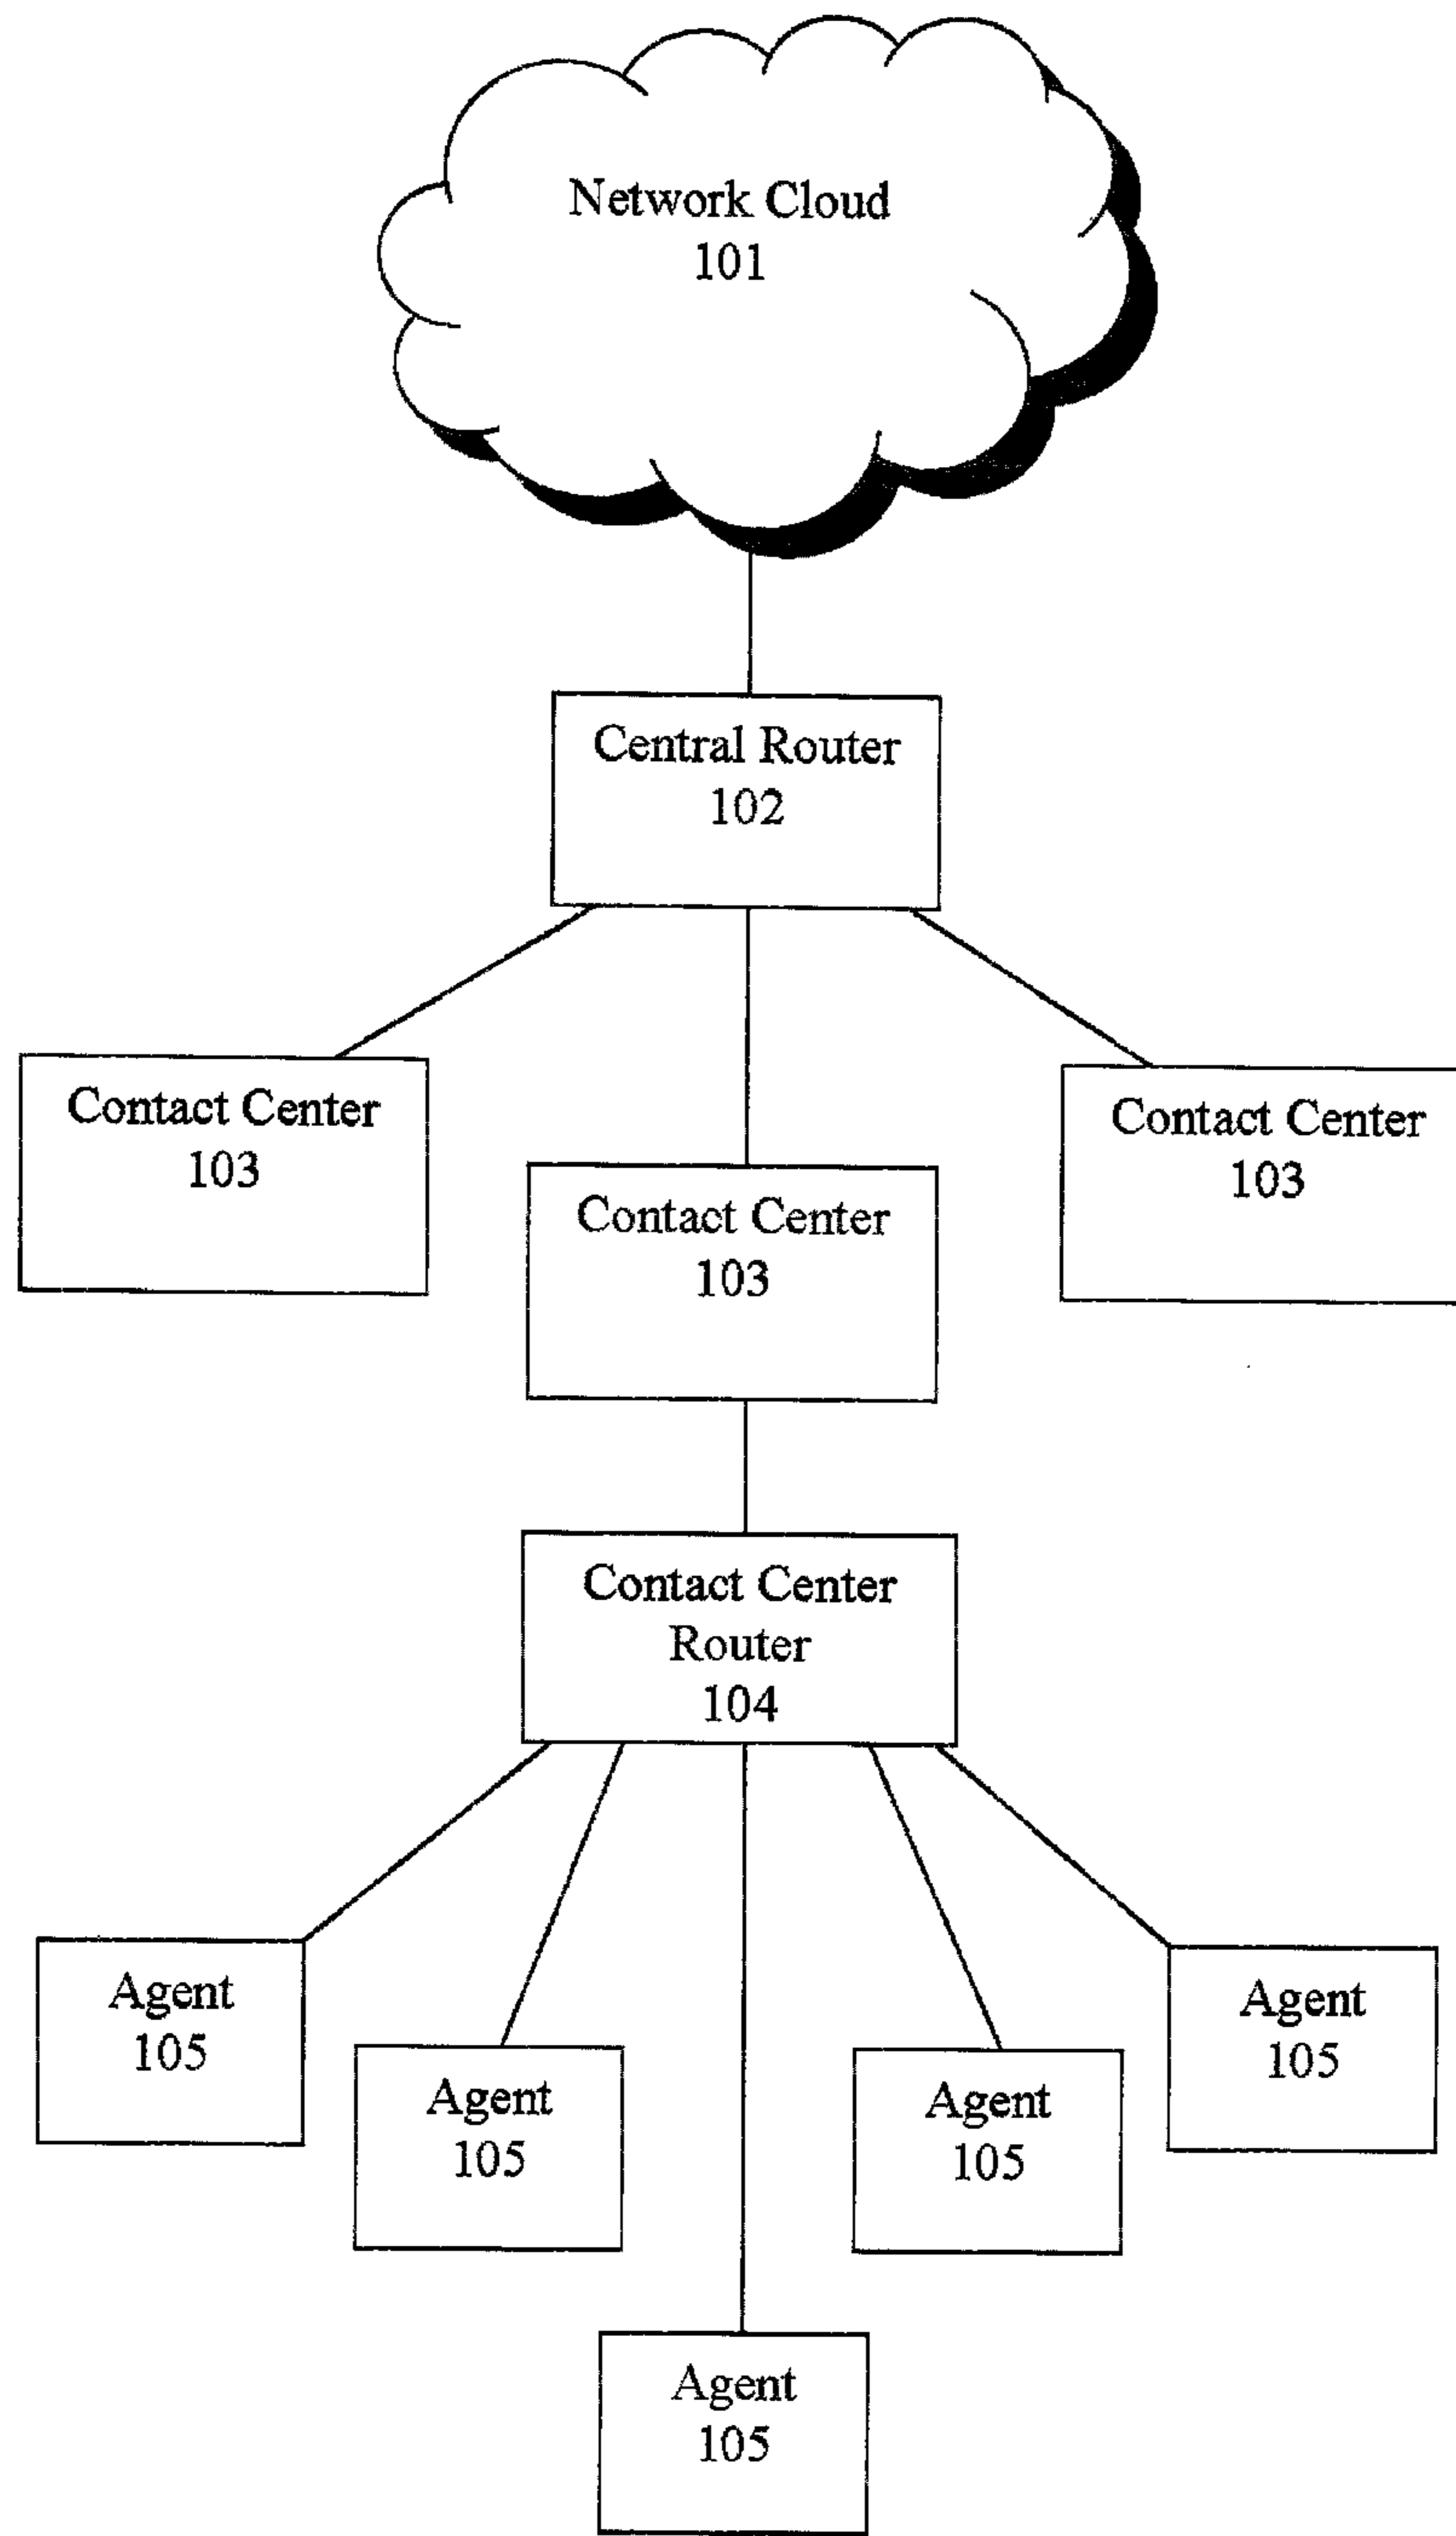 Network Cloud
101
Central Router
102
Contact Center
103
Contact Center
103
Contact Center
103
Contact Center
Router
104
Agent
105
Agent
105
Agent
105
Agent
105
Agent
105